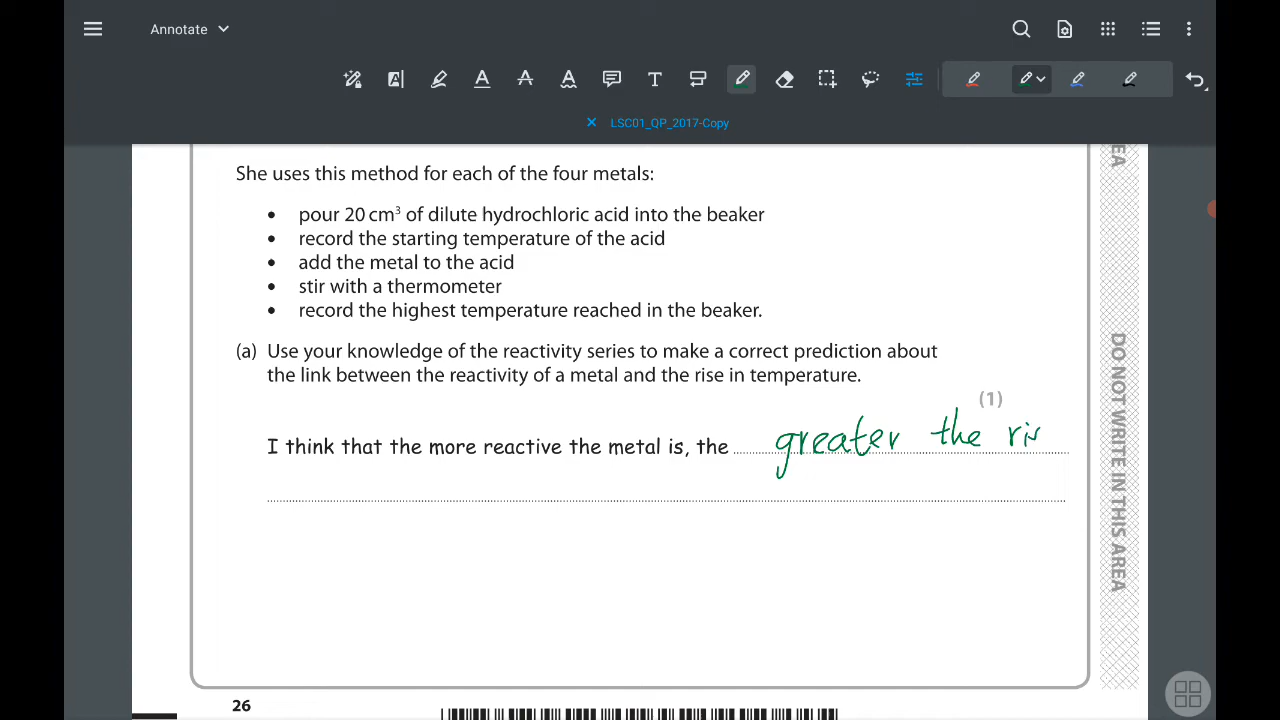 Annotate
LSC01_QP_2017-Copy
She uses this method for each of the four metals:
• pour 20 cm³ of dilute hydrochloric acid into the beaker
• record the starting temperature of the acid
• add the metal to the acid
• stir with a thermometer
• record the highest temperature reached in the beaker.
(a) Use your knowledge of the reactivity series to make a correct prediction about
the link between the reactivity of a metal and the rise in temperature.
(1)
I think that the more reactive the metal is, the greater the ris
26
EA
DO NOT WRITE IN THIS AREA